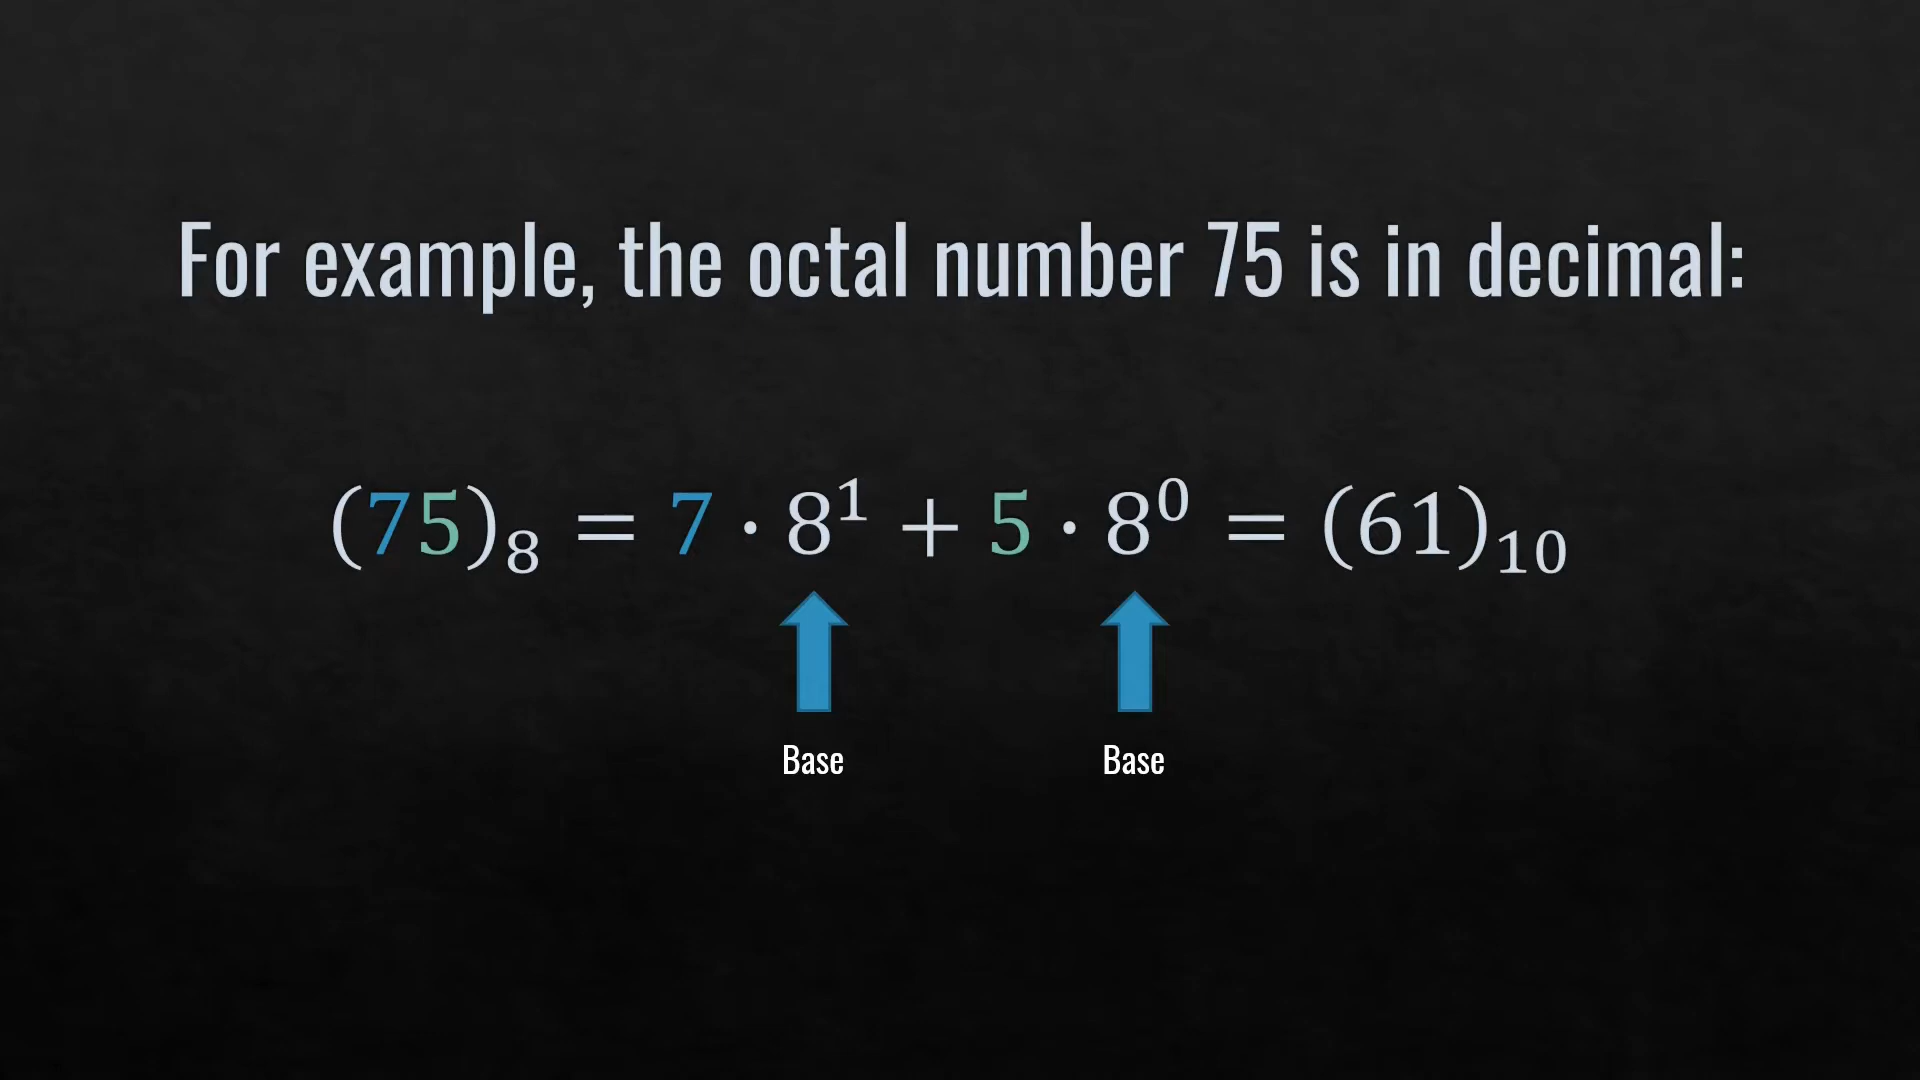 For example, the octal number 75 is in decimal:
(75)₈ = 7 · 8¹ + 5 · 8⁰ = (61)₁₀
Base Base